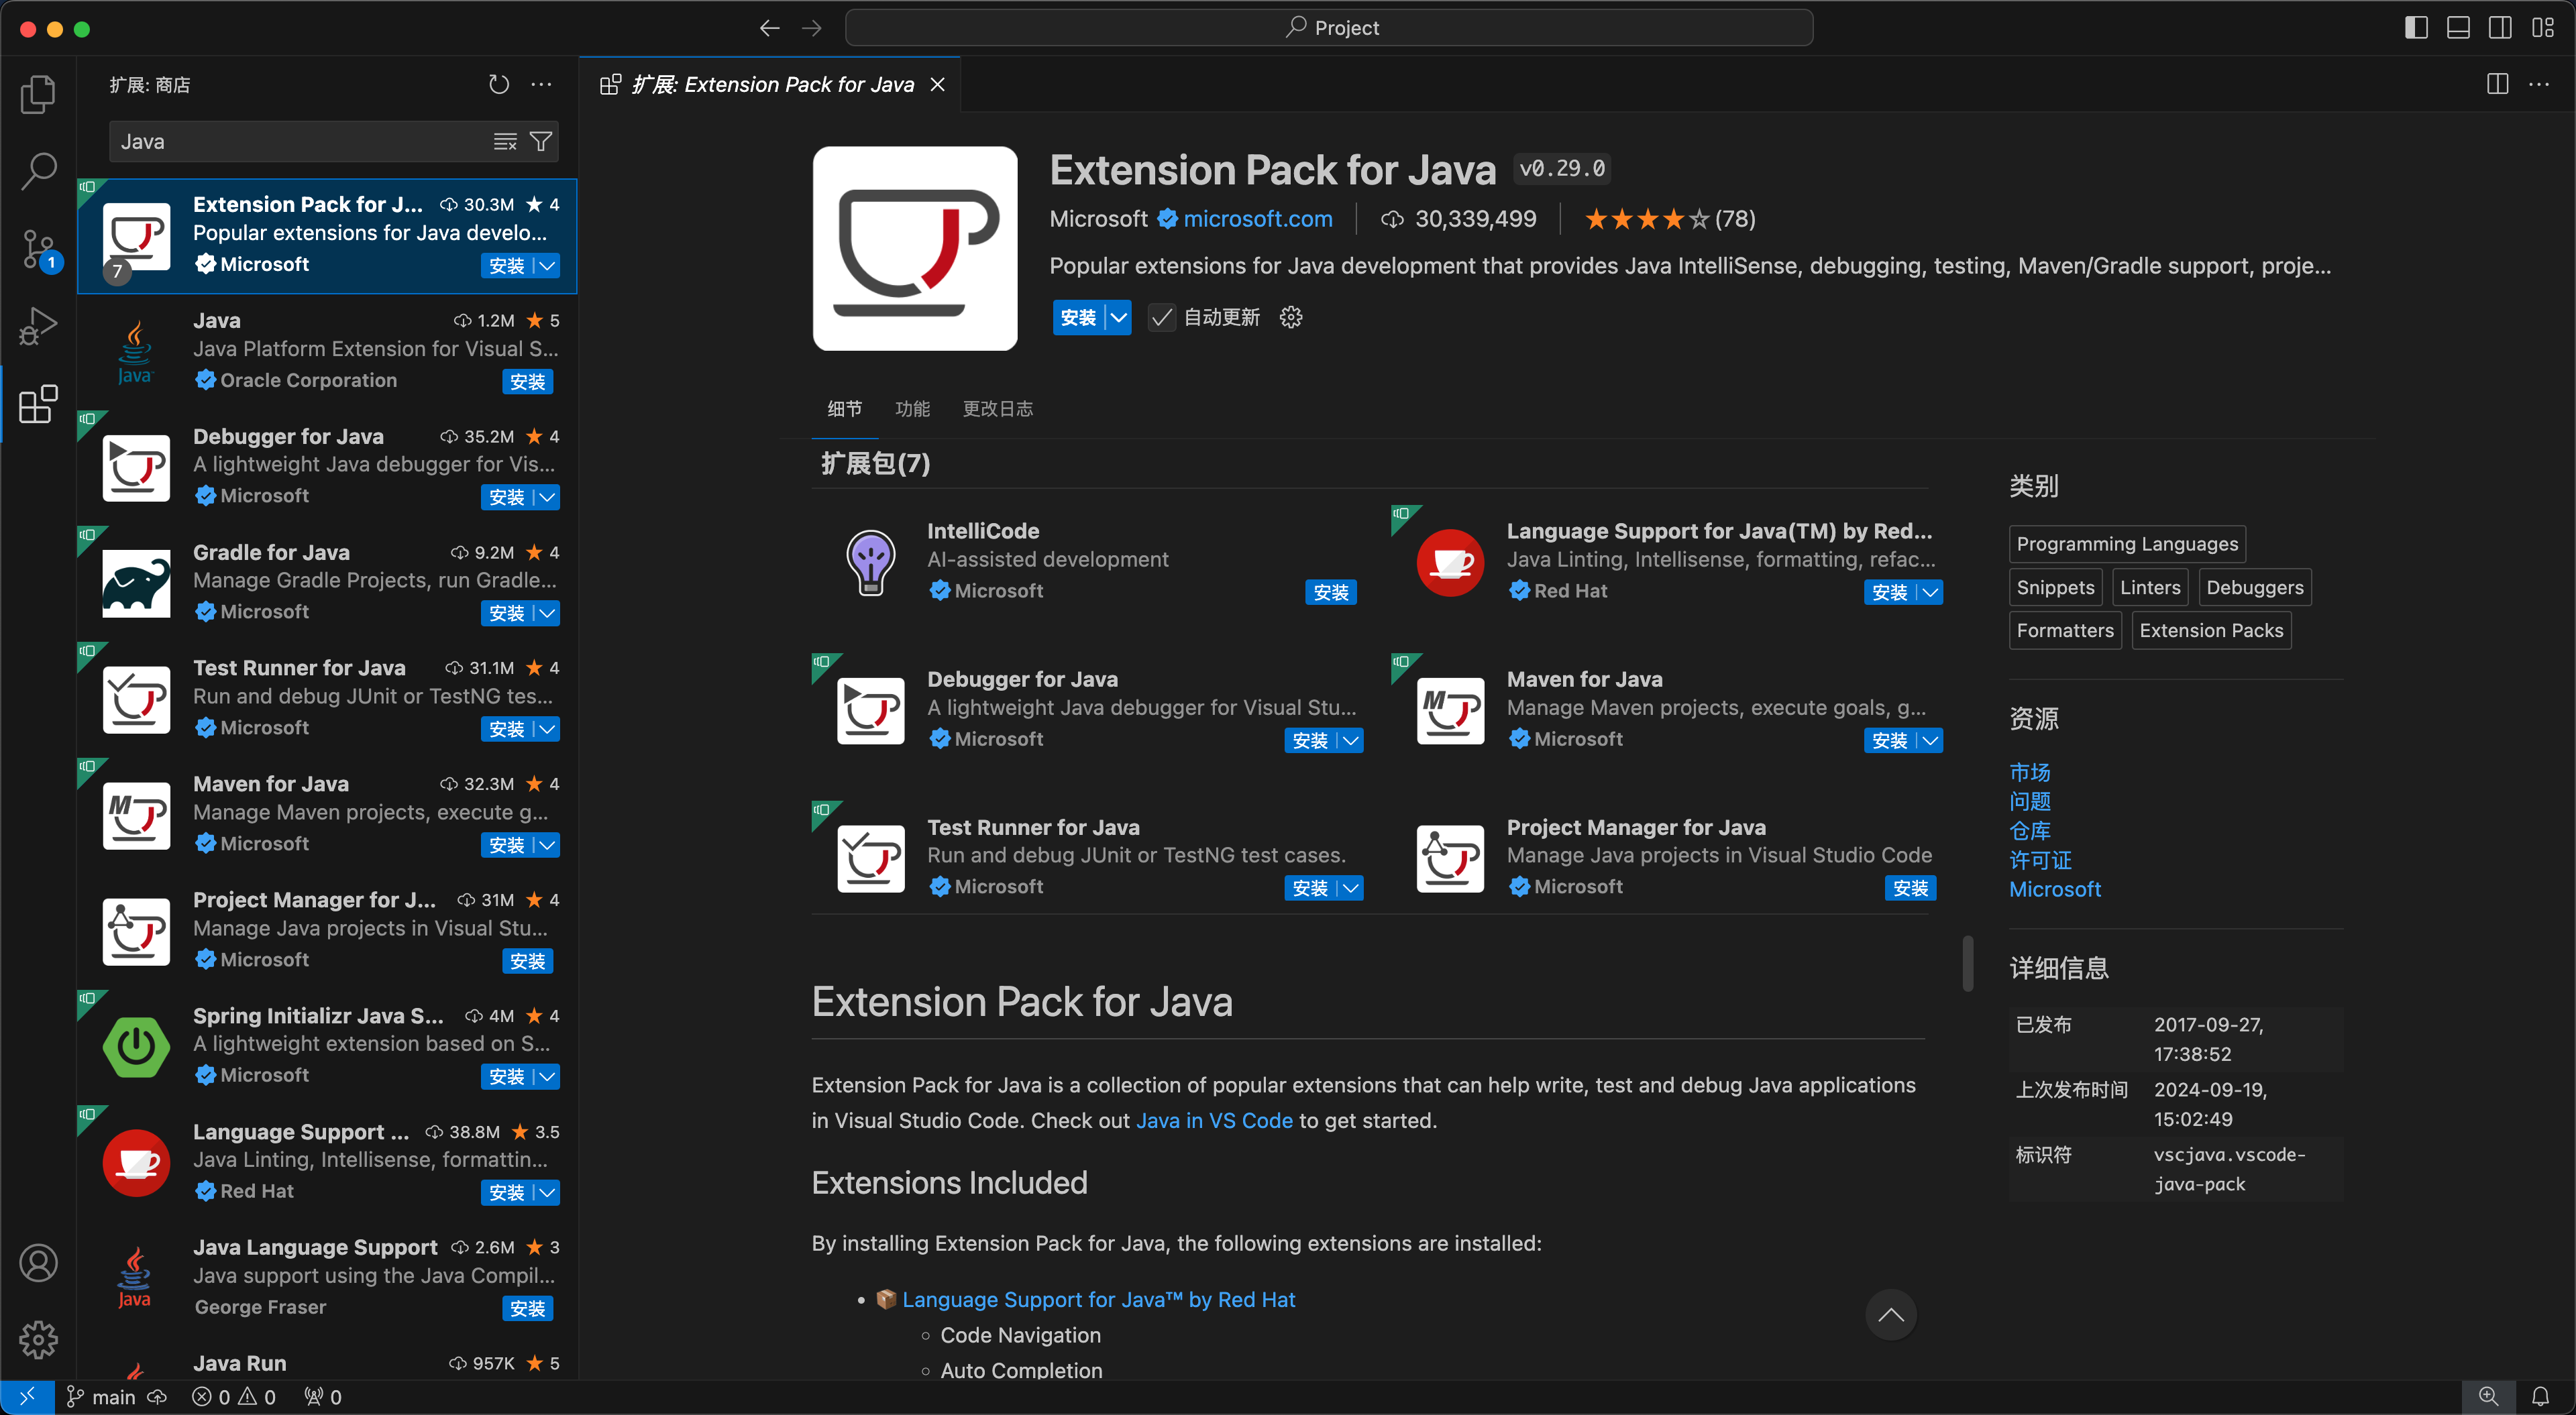 Project
扩展: 商店
Java
Extension Pack for J... 30.3M ★ 4
Popular extensions for Java develo...
Microsoft 安装
7
Java 1.2M ★ 5
Java Platform Extension for Visual S...
Oracle Corporation 安装
Java
Debugger for Java 35.2M ★ 4
A lightweight Java debugger for Vis...
Microsoft 安装
Gradle for Java 9.2M ★ 4
Manage Gradle Projects, run Gradle...
Microsoft 安装
Test Runner for Java 31.1M ★ 4
Run and debug JUnit or TestNG tes...
Microsoft 安装
Maven for Java 32.3M ★ 4
Manage Maven projects, execute g...
Microsoft 安装
M
Project Manager for J... 31M ★ 4
Manage Java projects in Visual Stu...
Microsoft 安装
Spring Initializr Java S... 4M ★ 4
A lightweight extension based on S...
Microsoft 安装
Language Support ... 38.8M ★ 3.5
Java Linting, Intellisense, formattin...
Red Hat 安装
Java Language Support 2.6M ★ 3
Java support using the Java Compil...
George Fraser 安装
Java
Java Run 957K ★ 5
1
扩展: Extension Pack for Java
Extension Pack for Java v0.29.0
Microsoft microsoft.com 30,339,499 ★★★★☆(78)
Popular extensions for Java development that provides Java IntelliSense, debugging, testing, Maven/Gradle support, proje...
安装 自动更新
细节 功能 更改日志
扩展包(7)
IntelliCode
AI-assisted development
Microsoft 安装
Language Support for Java(TM) by Red...
Java Linting, Intellisense, formatting, refac...
Red Hat 安装
Debugger for Java
A lightweight Java debugger for Visual Stu...
Microsoft 安装
Maven for Java
Manage Maven projects, execute goals, g...
Microsoft 安装
M
Test Runner for Java
Run and debug JUnit or TestNG test cases.
Microsoft 安装
Project Manager for Java
Manage Java projects in Visual Studio Code
Microsoft 安装
Extension Pack for Java
Extension Pack for Java is a collection of popular extensions that can help write, test and debug Java applications
in Visual Studio Code. Check out Java in VS Code to get started.
Extensions Included
By installing Extension Pack for Java, the following extensions are installed:
• 📦 Language Support for Java™ by Red Hat
◦ Code Navigation
◦ Auto Completion
类别
Programming Languages
Snippets Linters Debuggers
Formatters Extension Packs
资源
市场
问题
仓库
许可证
Microsoft
详细信息
已发布 2017-09-27,
17:38:52
上次发布时间 2024-09-19,
15:02:49
标识符 vscjava.vscode-
java-pack
main 0 0 0